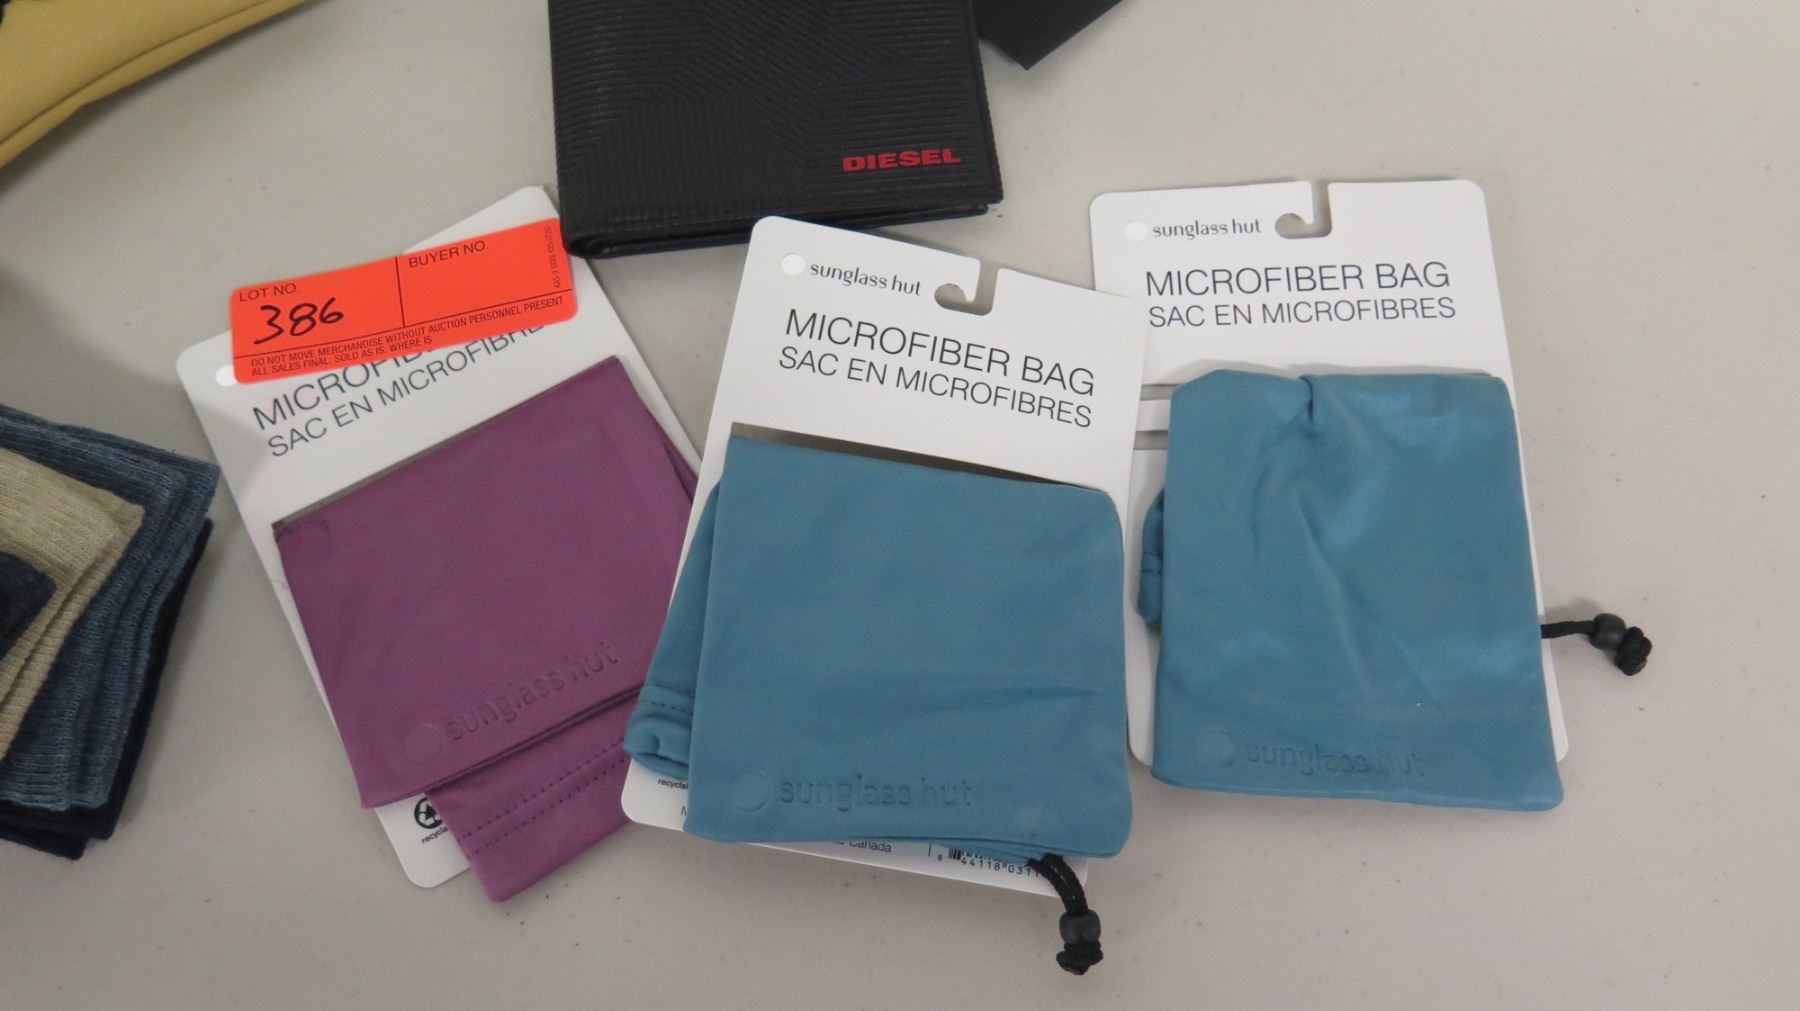 DIESEL
LOT NO.
386
BUYER NO.
DO NOT MOVE MERCHANDISE WITHOUT AUCTION PERSONNEL PRESENT
ALL SALES FINAL. SOLD AS IS. WHERE IS
SAC EN MICROFIBRE
sunglass hut
sunglass hut
MICROFIBER BAG
SAC EN MICROFIBRES
sunglass hut
Canada
sunglass hut
MICROFIBER BAG
SAC EN MICROFIBRES
sunglass hut